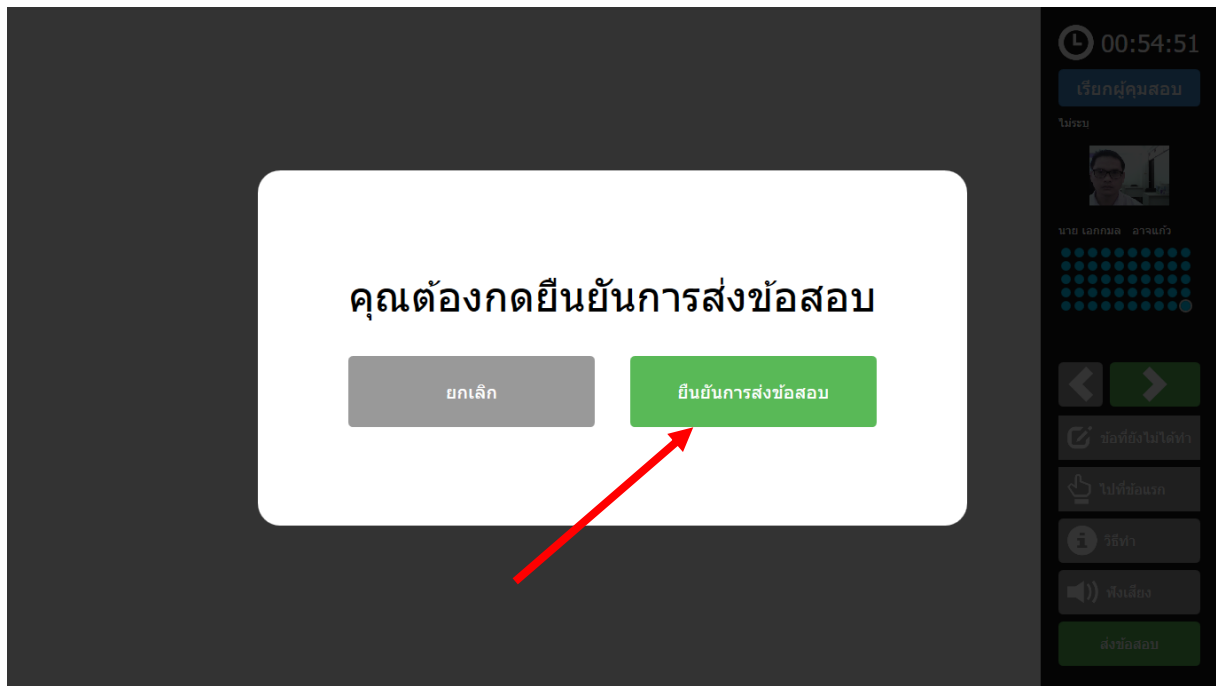 00:54:51
เรียกผู้คุมสอบ
ไม่ระบุ
นาย เอกกมล อาจแก้ว
คุณต้องกดยืนยันการส่งข้อสอบ
ยกเลิก
ยืนยันการส่งข้อสอบ
ข้อที่ยังไม่ได้ทำ
ไปที่ข้อแรก
วิธีทำ
ฟังเสียง
ส่งข้อสอบ